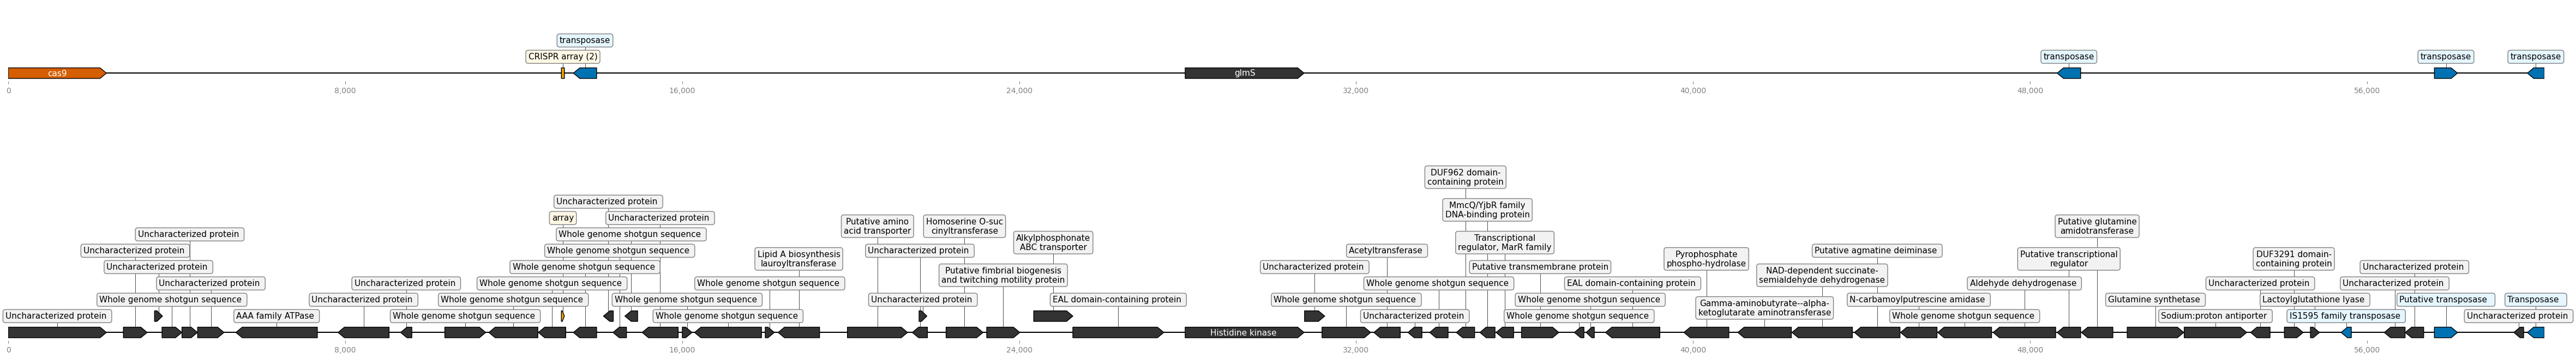 transposase
CRISPR array (2)
transposase
transposase
transposase
cas9
glmS
0
8,000
16,000
24,000
32,000
40,000
48,000
56,000
DUF962 domain-
containing protein
Uncharacterized protein
MmcQ/YjbR family
DNA-binding protein
array
Uncharacterized protein
Putative amino
acid transporter
Homoserine O-suc
cinyltransferase
Putative glutamine
amidotransferase
Uncharacterized protein
Whole genome shotgun sequence
Alkylphosphonate
ABC transporter
Transcriptional
regulator, MarR family
Uncharacterized protein
Whole genome shotgun sequence
Lipid A biosynthesis
lauroyltransferase
Uncharacterized protein
Acetyltransferase
Pyrophosphate
phospho-hydrolase
Putative agmatine deiminase
Putative transcriptional
regulator
DUF3291 domain-
containing protein
Uncharacterized protein
Whole genome shotgun sequence
Putative fimbrial biogenesis
and twitching motility protein
Uncharacterized protein
Putative transmembrane protein
NAD-dependent succinate-
semialdehyde dehydrogenase
Uncharacterized protein
Uncharacterized protein
Uncharacterized protein
Whole genome shotgun sequence
Whole genome shotgun sequence
Whole genome shotgun sequence
EAL domain-containing protein
Aldehyde dehydrogenase
Uncharacterized protein
Uncharacterized protein
Whole genome shotgun sequence
Uncharacterized protein
Whole genome shotgun sequence
Whole genome shotgun sequence
Uncharacterized protein
EAL domain-containing protein
Whole genome shotgun sequence
Whole genome shotgun sequence
Gamma-aminobutyrate--alpha-
ketoglutarate aminotransferase
N-carbamoylputrescine amidase
Glutamine synthetase
Lactoylglutathione lyase
Putative transposase
Transposase
Uncharacterized protein
AAA family ATPase
Whole genome shotgun sequence
Whole genome shotgun sequence
Uncharacterized protein
Whole genome shotgun sequence
Whole genome shotgun sequence
Sodium:proton antiporter
IS1595 family transposase
Uncharacterized protein
Histidine kinase
0
8,000
16,000
24,000
32,000
40,000
48,000
56,000